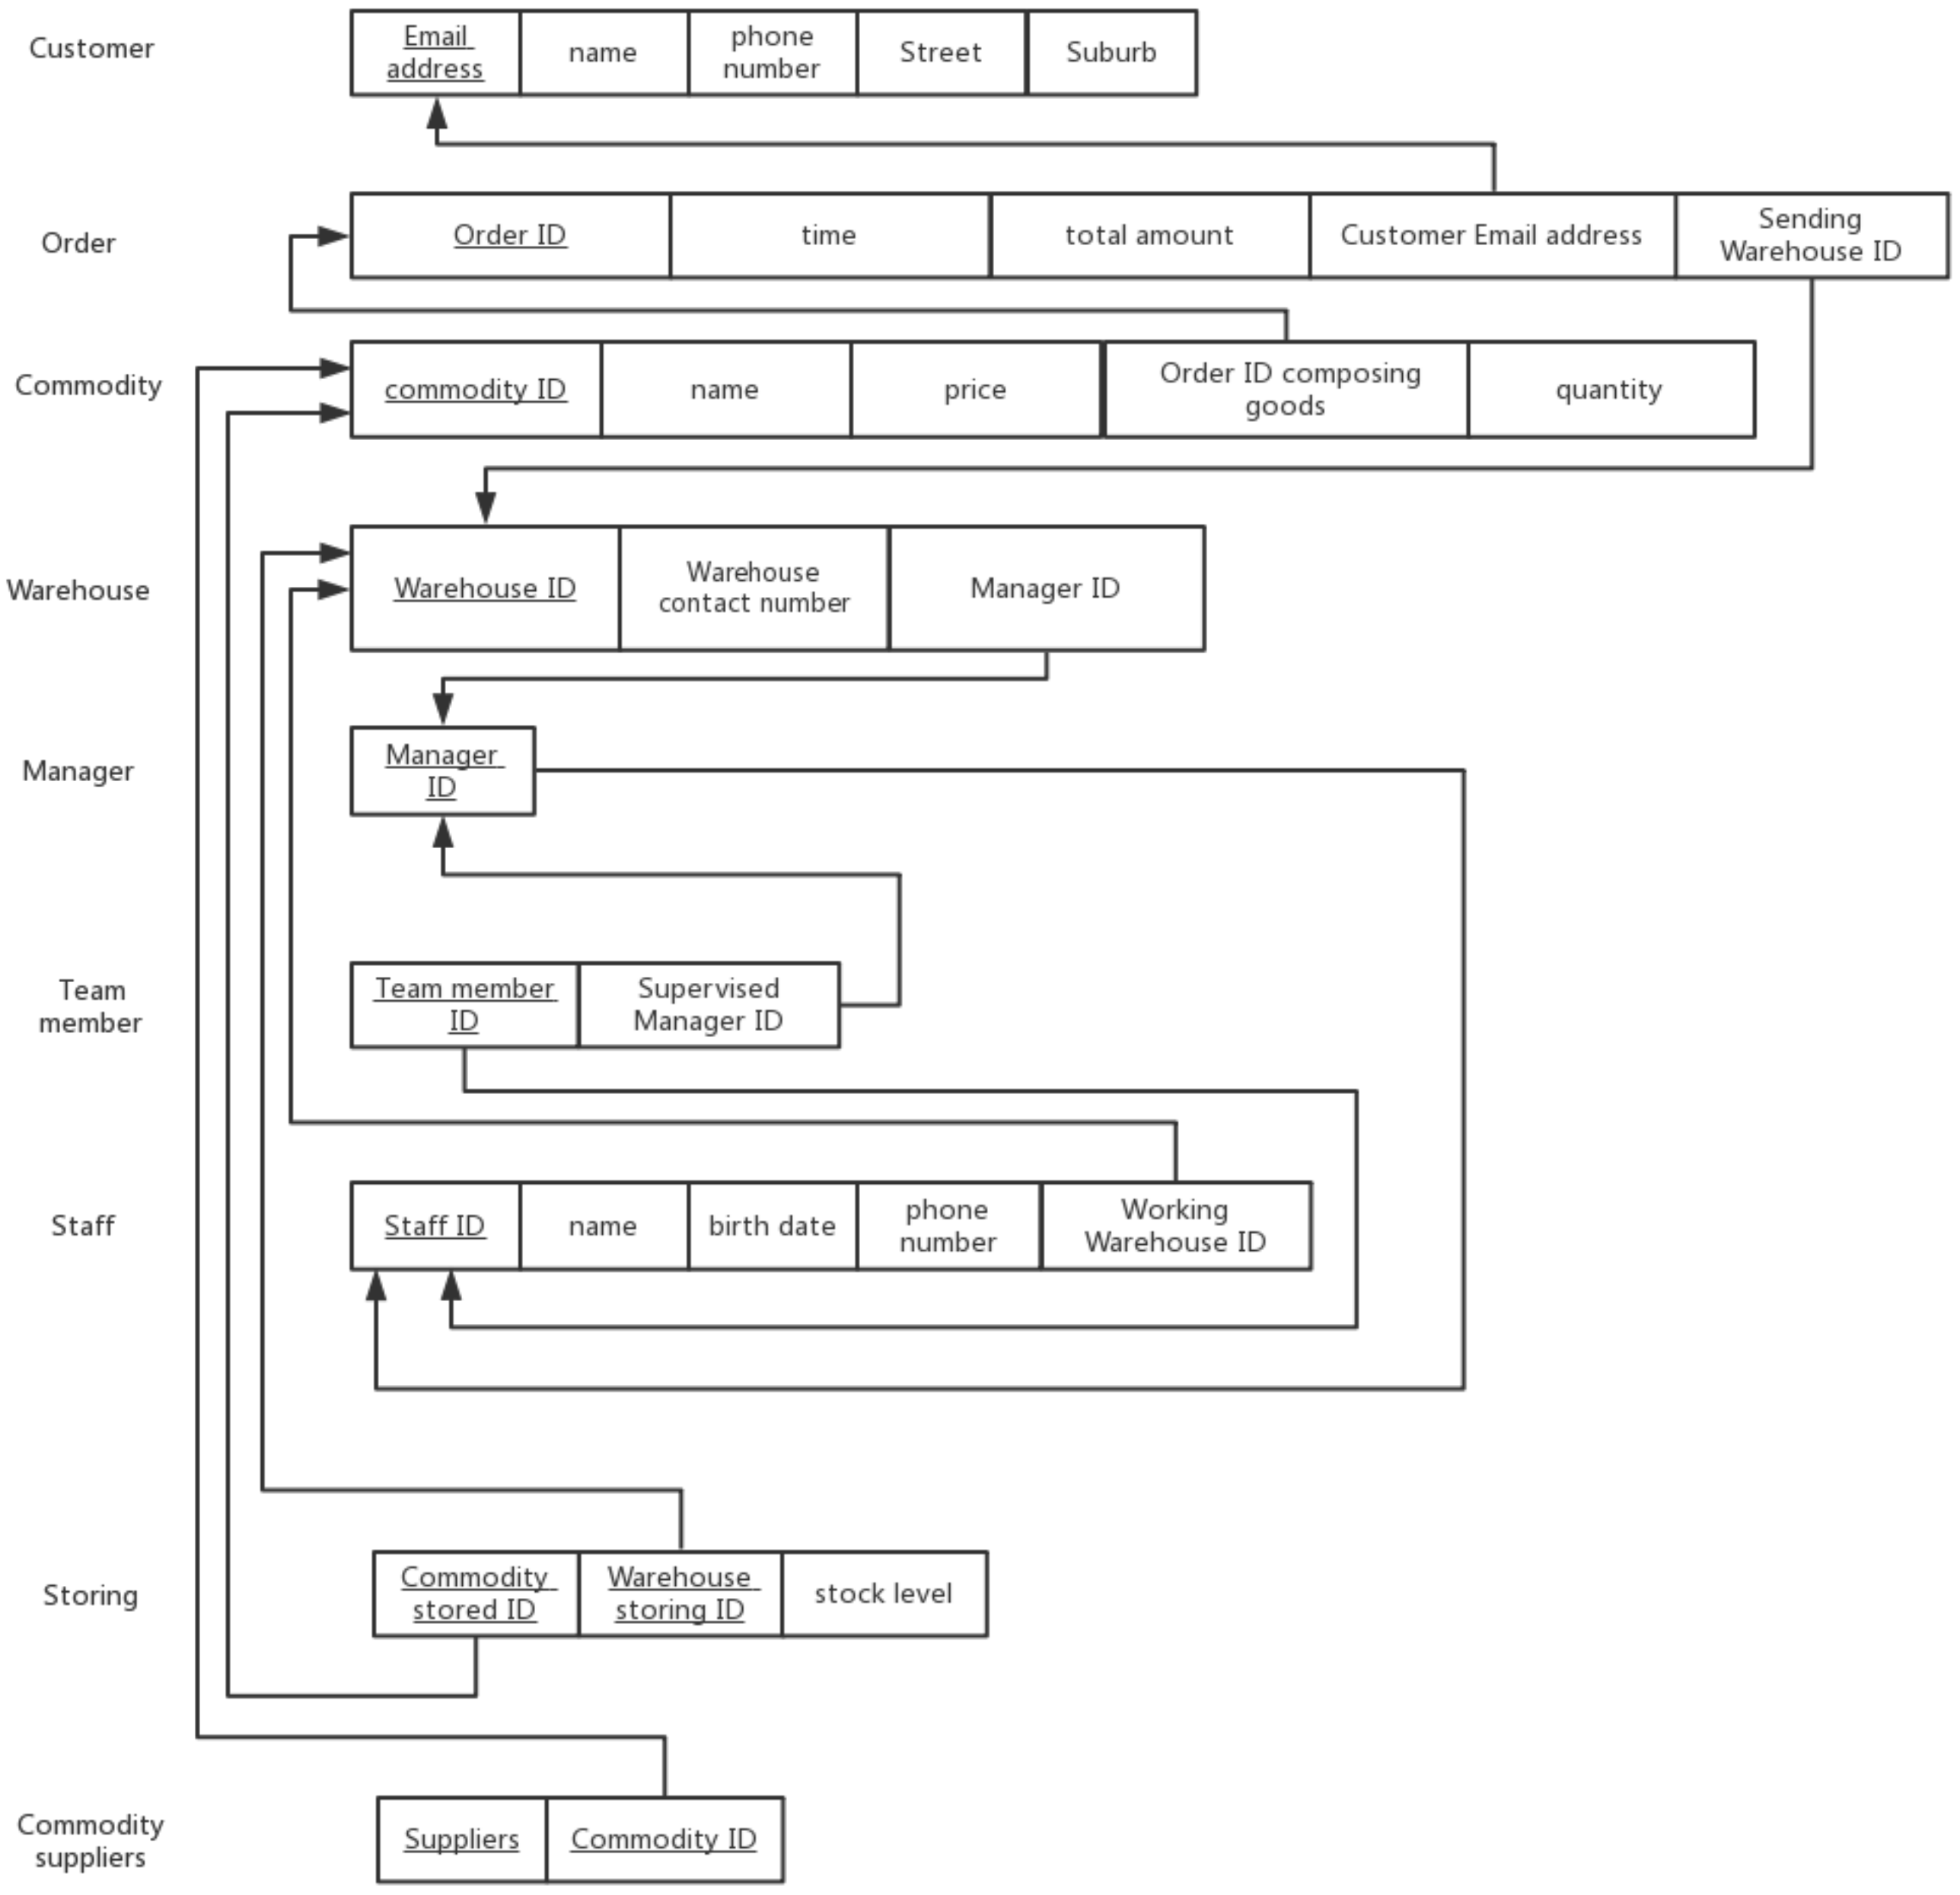 Customer
Email
address
name
phone
number
Street
Suburb
Order
Order ID
time
total amount
Customer Email address
Sending
Warehouse ID
Commodity
commodity ID
name
price
Order ID composing
goods
quantity
Warehouse
Warehouse ID
Warehouse
contact number
Manager ID
Manager
Manager
ID
Team
member
Team member
ID
Supervised
Manager ID
Staff
Staff ID
name
birth date
phone
number
Working
Warehouse ID
Storing
Commodity
stored ID
Warehouse
storing ID
stock level
Commodity
suppliers
Suppliers
Commodity ID